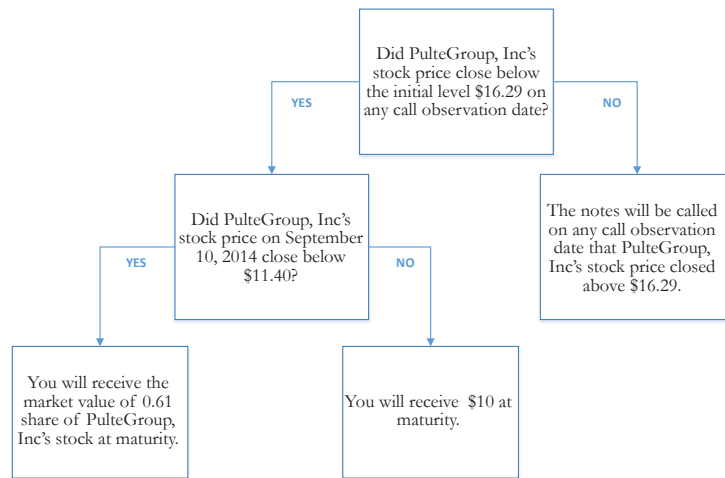 Did PulteGroup, Inc's
stock price close below
the initial level $16.29 on
any call observation date?
YES
NO
Did PulteGroup, Inc's
stock price on September
10, 2014 close below
$11.40?
The notes will be called
on any call observation
date that PulteGroup,
Inc's stock price closed
above $16.29.
YES
NO
You will receive the
market value of 0.61
share of PulteGroup,
Inc's stock at maturity.
You will receive $10 at
maturity.